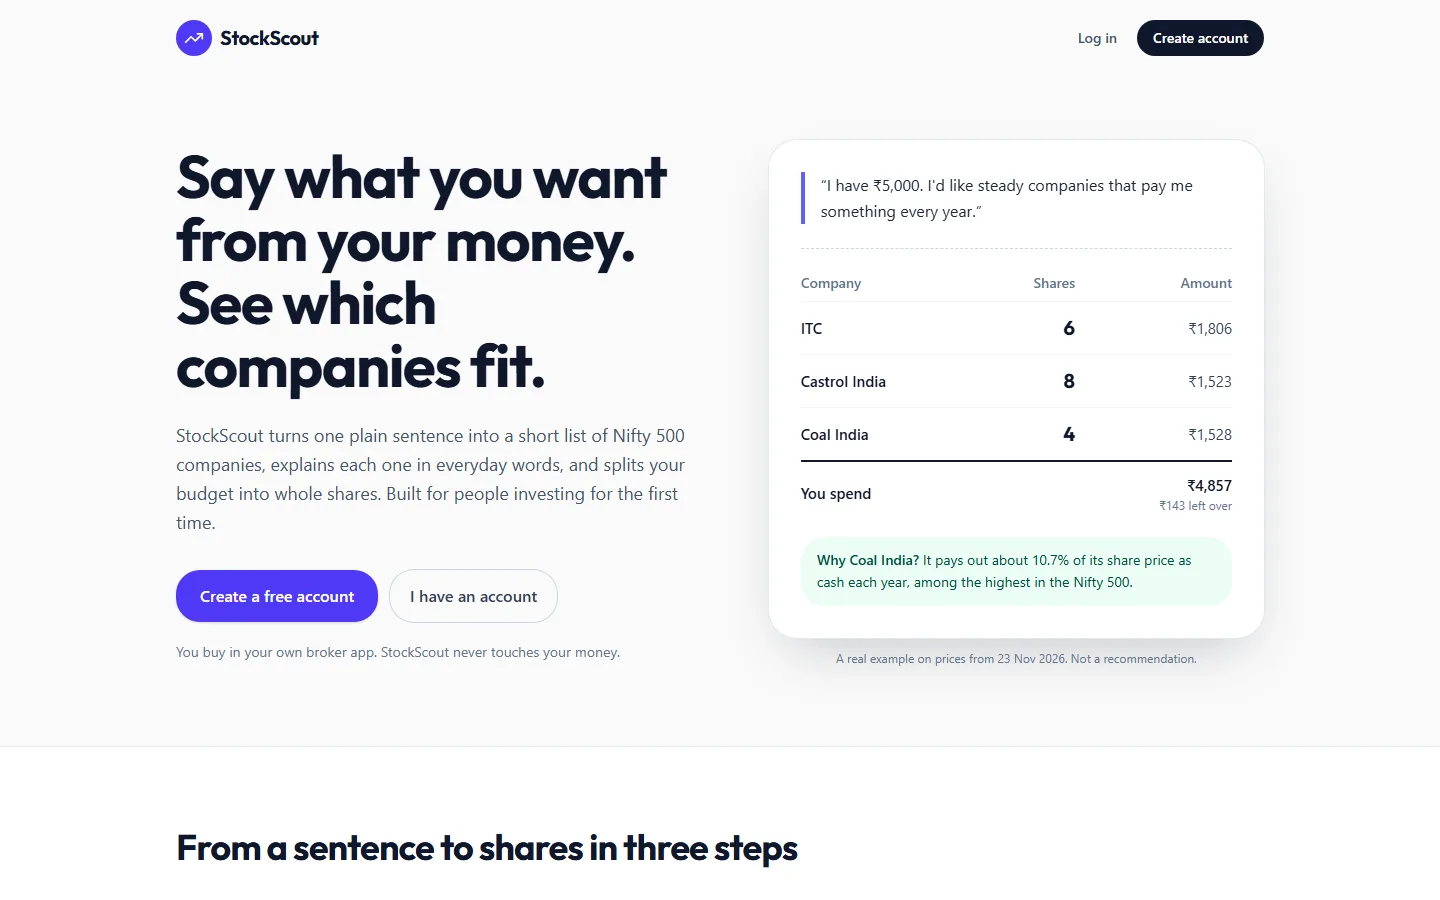 StockScout
Log in
Create account
Say what you want
from your money.
See which
companies fit.
StockScout turns one plain sentence into a short list of Nifty 500
companies, explains each one in everyday words, and splits your
budget into whole shares. Built for people investing for the first
time.
Create a free account
I have an account
You buy in your own broker app. StockScout never touches your money.
“I have ₹5,000. I'd like steady companies that pay me
something every year.”
Company Shares Amount
ITC 6 ₹1,806
Castrol India 8 ₹1,523
Coal India 4 ₹1,528
You spend ₹4,857
₹143 left over
Why Coal India? It pays out about 10.7% of its share price as
cash each year, among the highest in the Nifty 500.
A real example on prices from 23 Nov 2026. Not a recommendation.
From a sentence to shares in three steps